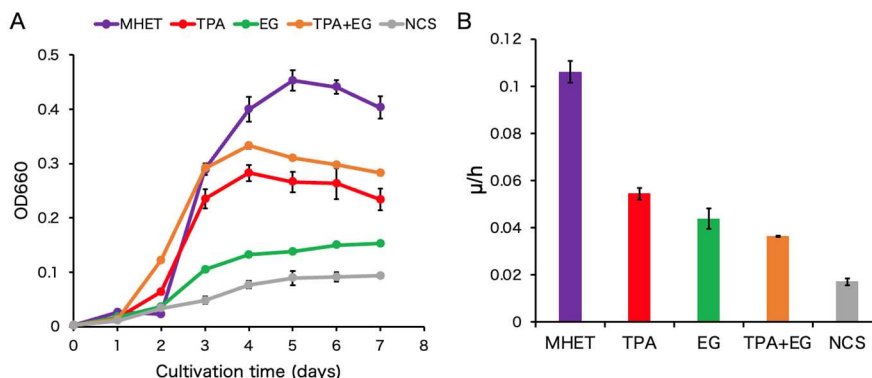 A
MHET TPA EG TPA+EG NCS
OD660
0.5
0.4
0.3
0.2
0.1
0
0 1 2 3 4 5 6 7 8
Cultivation time (days)
B
μ/h
0.12
0.1
0.08
0.06
0.04
0.02
0
MHET TPA EG TPA+EG NCS